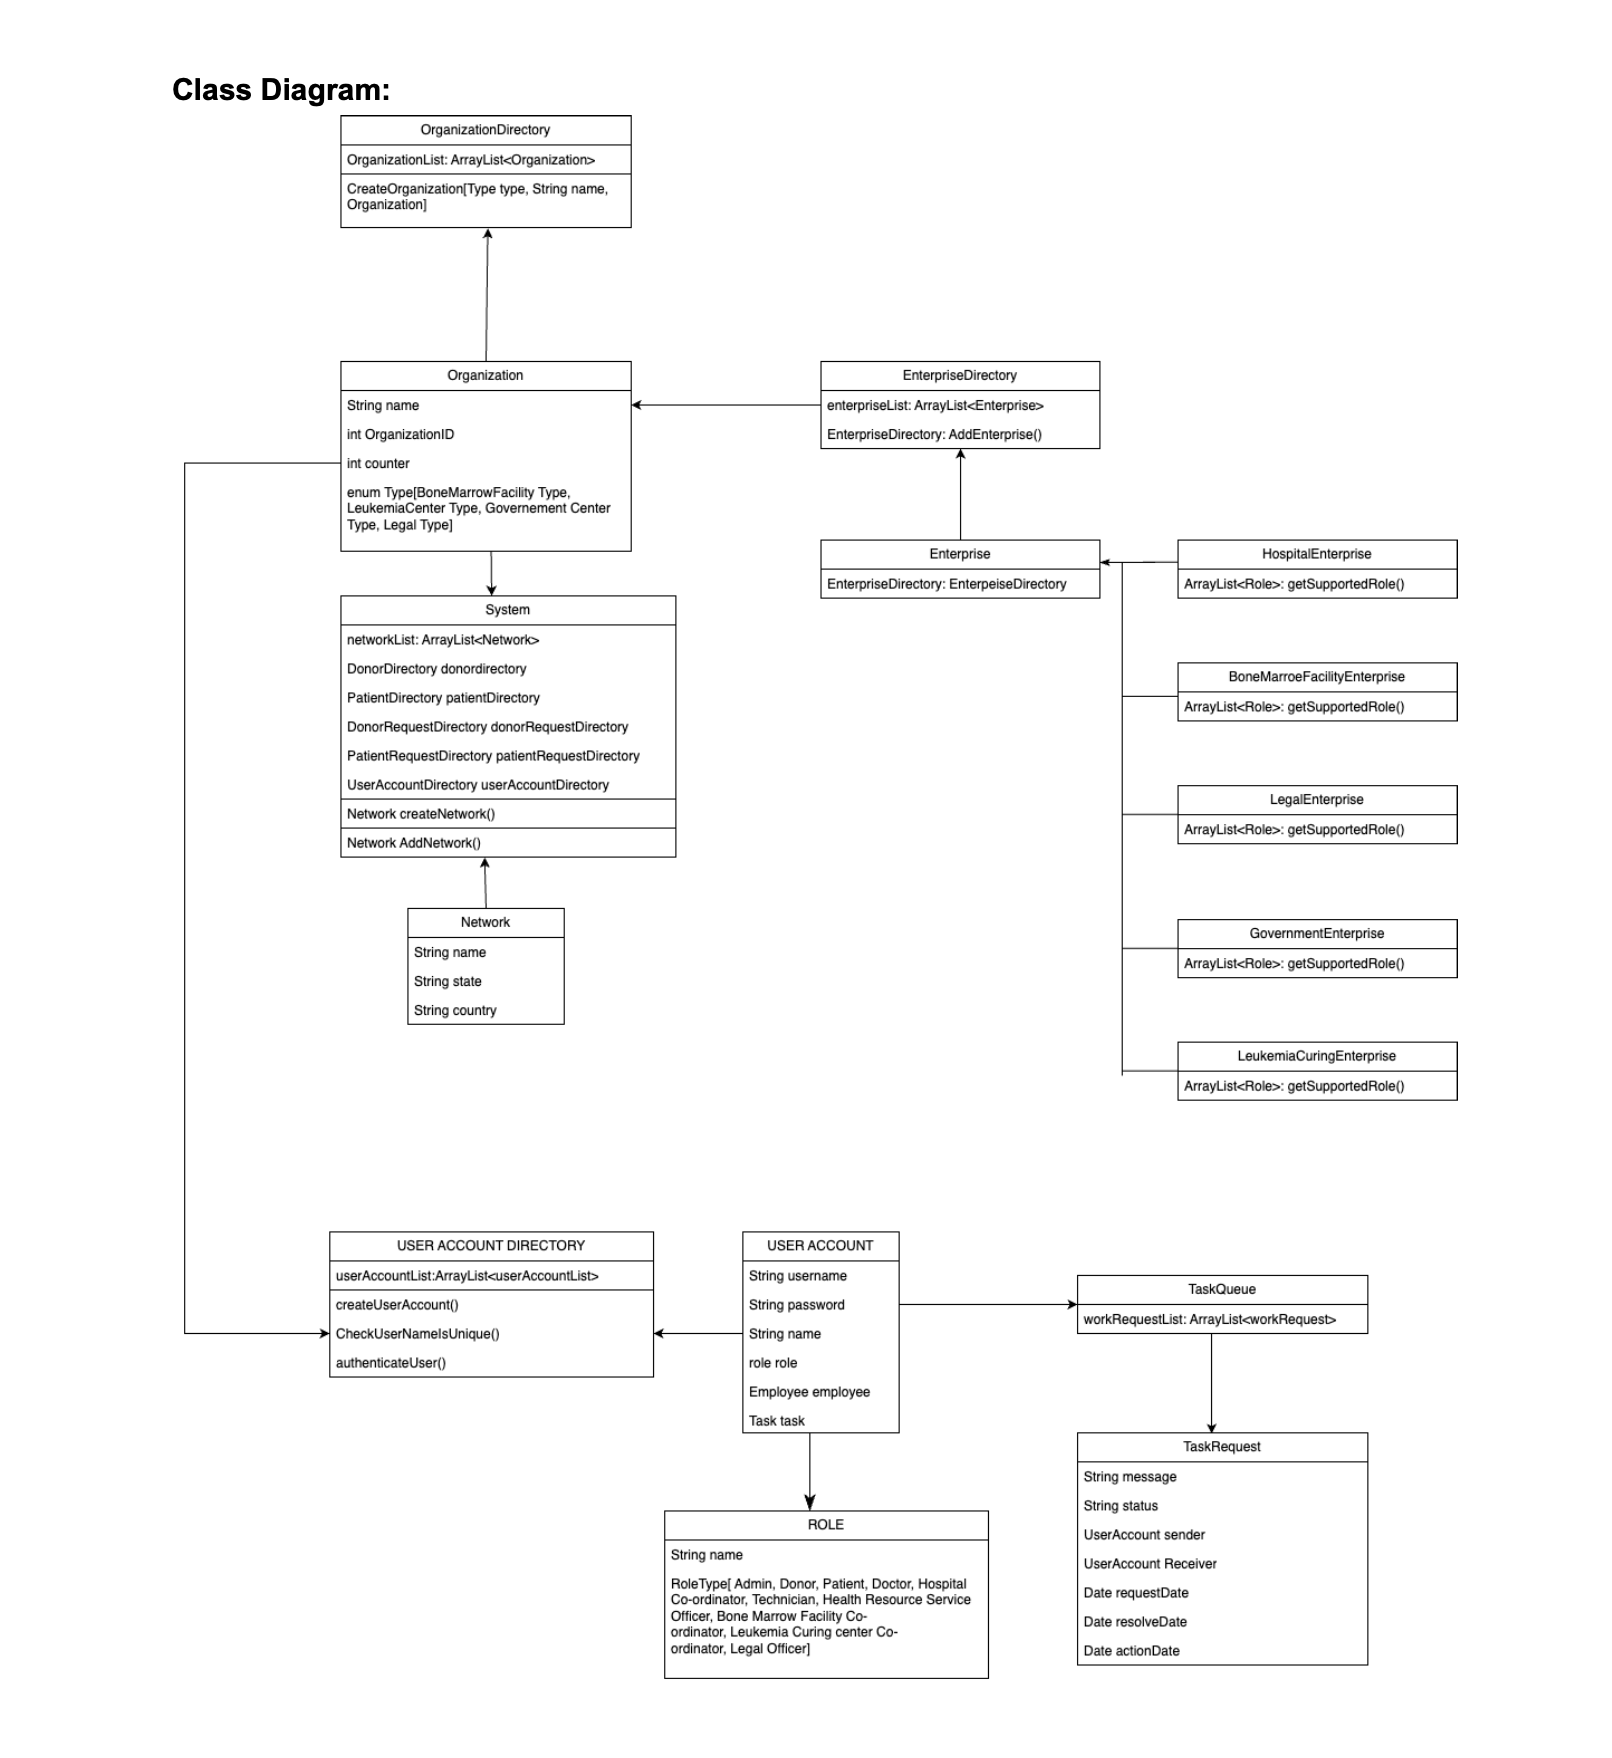 Class Diagram:
OrganizationDirectory
OrganizationList: ArrayList<Organization>
CreateOrganization[Type type, String name,
Organization]
Organization
String name
int OrganizationID
int counter
enum Type[BoneMarrowFacility Type,
LeukemiaCenter Type, Governement Center
Type, Legal Type]
EnterpriseDirectory
enterpriseList: ArrayList<Enterprise>
EnterpriseDirectory: AddEnterprise()
Enterprise
EnterpriseDirectory: EnterpeiseDirectory
HospitalEnterprise
ArrayList<Role>: getSupportedRole()
BoneMarroeFacilityEnterprise
ArrayList<Role>: getSupportedRole()
LegalEnterprise
ArrayList<Role>: getSupportedRole()
GovernmentEnterprise
ArrayList<Role>: getSupportedRole()
LeukemiaCuringEnterprise
ArrayList<Role>: getSupportedRole()
System
networkList: ArrayList<Network>
DonorDirectory donordirectory
PatientDirectory patientDirectory
DonorRequestDirectory donorRequestDirectory
PatientRequestDirectory patientRequestDirectory
UserAccountDirectory userAccountDirectory
Network createNetwork()
Network AddNetwork()
Network
String name
String state
String country
USER ACCOUNT DIRECTORY
userAccountList:ArrayList<userAccountList>
createUserAccount()
CheckUserNameIsUnique()
authenticateUser()
USER ACCOUNT
String username
String password
String name
role role
Employee employee
Task task
TaskQueue
workRequestList: ArrayList<workRequest>
TaskRequest
String message
String status
UserAccount sender
UserAccount Receiver
Date requestDate
Date resolveDate
Date actionDate
ROLE
String name
RoleType[ Admin, Donor, Patient, Doctor, Hospital
Co-ordinator, Technician, Health Resource Service
Officer, Bone Marrow Facility Co-
ordinator, Leukemia Curing center Co-
ordinator, Legal Officer]